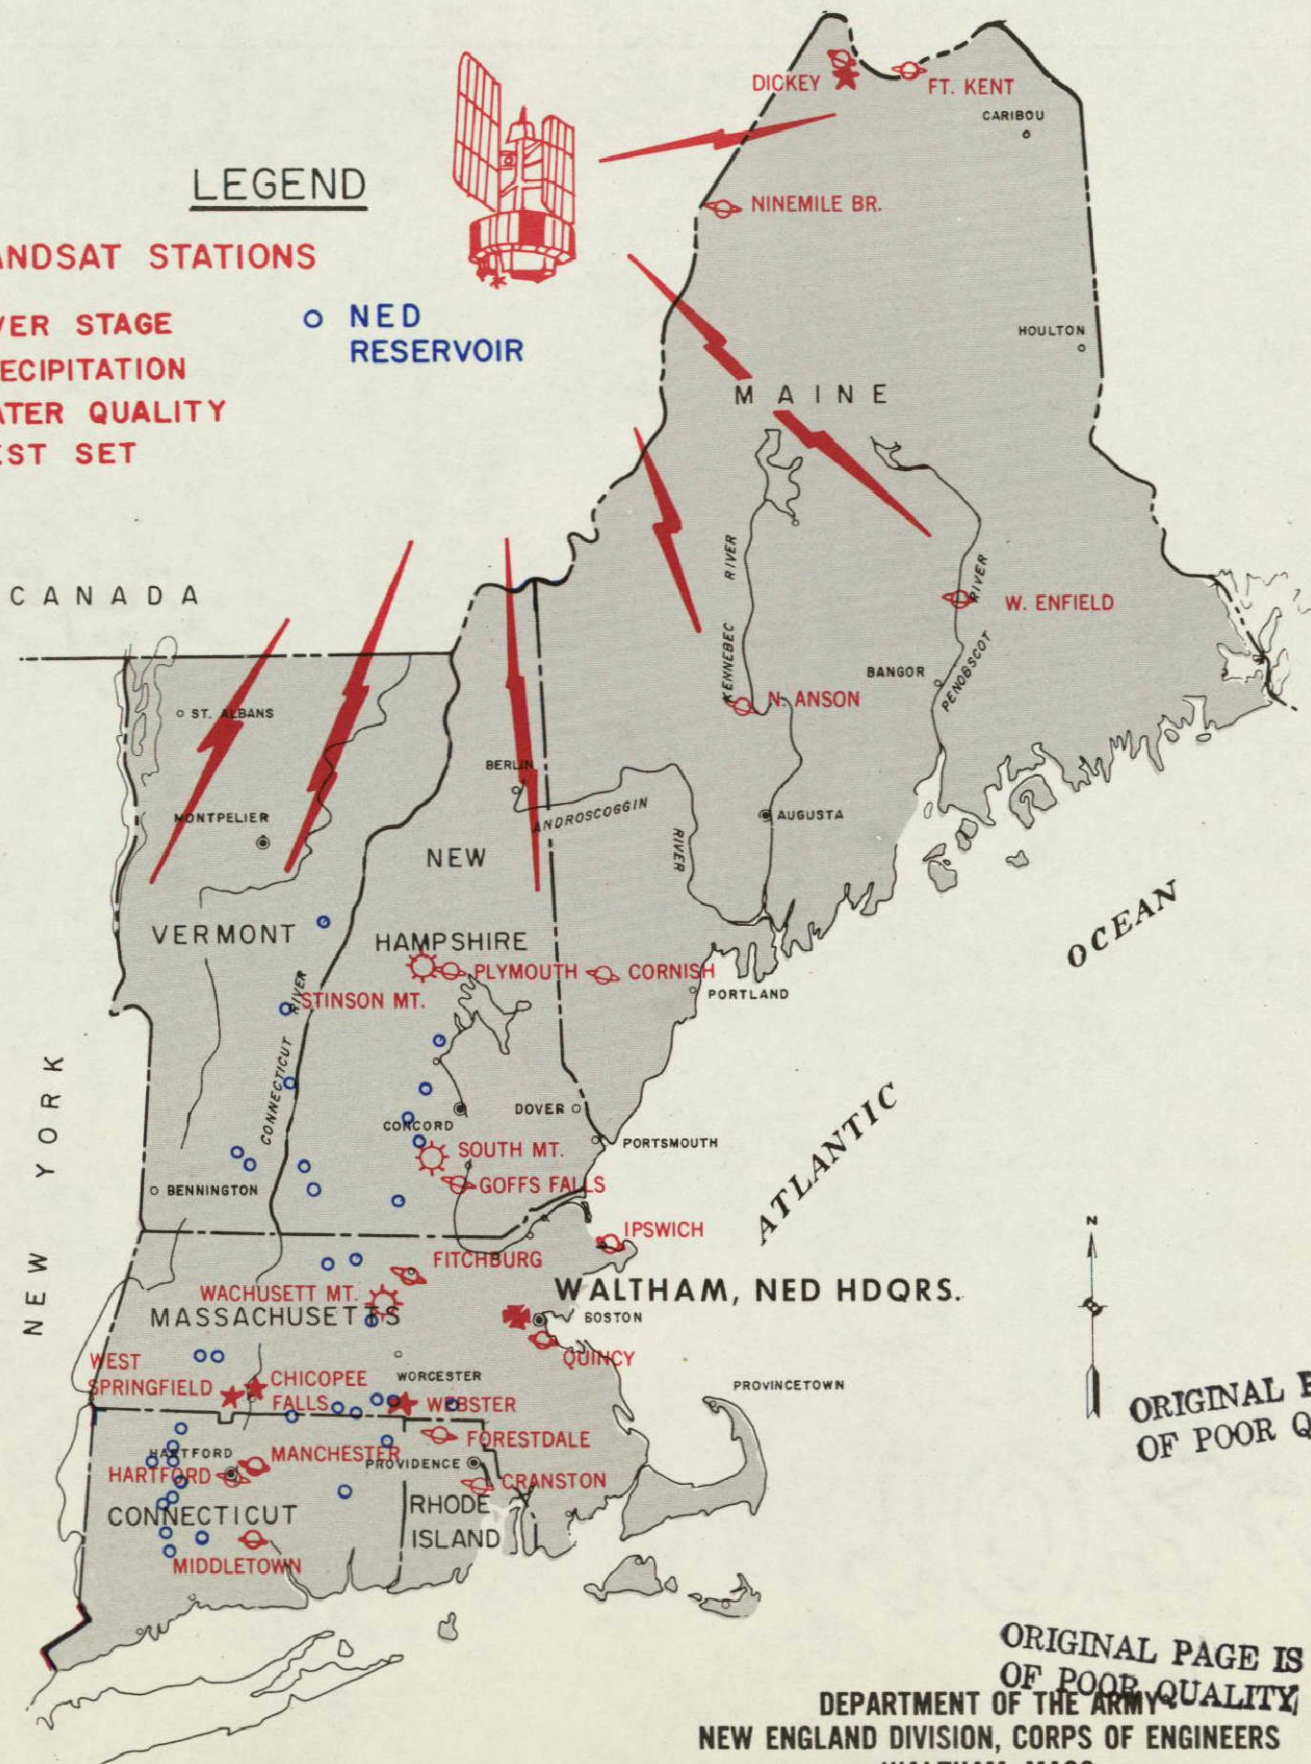 LEGEND
ANDSAT STATIONS
VER STAGE
ECIPITATION
ATER QUALITY
EST SET
NED
RESERVOIR
DICKEY
FT. KENT
CARIBOU
NINEMILE BR.
HOULTON
MAINE
CANADA
KENNEBEC RIVER
PENOBSCOT RIVER
W. ENFIELD
BANGOR
N. ANSON
ST. ALBANS
BERLIN
MONTPELIER
ANDROSCOGGIN RIVER
AUGUSTA
NEW
HAMPSHIRE
VERMONT
PLYMOUTH
CORNISH
PORTLAND
STINSON MT.
CONNECTICUT RIVER
OCEAN
ATLANTIC
NEW YORK
CONCORD
DOVER
PORTSMOUTH
SOUTH MT.
GOFFS FALLS
BENNINGTON
IPSWICH
FITCHBURG
WACHUSETT MT.
MASSACHUSETTS
WALTHAM, NED HDQRS.
BOSTON
QUINCY
WEST
SPRINGFIELD
CHICOPEE
FALLS
WORCESTER
WEBSTER
PROVINCETOWN
N
HARTFORD
HARTFORD
MANCHESTER
FORESTDALE
PROVIDENCE
CRANSTON
CONNECTICUT
RHODE
ISLAND
MIDDLETOWN
ORIGINAL P
OF POOR Q
ORIGINAL PAGE IS
OF POOR QUALITY
DEPARTMENT OF THE ARMY
NEW ENGLAND DIVISION, CORPS OF ENGINEERS
WALTHAM, MASS.